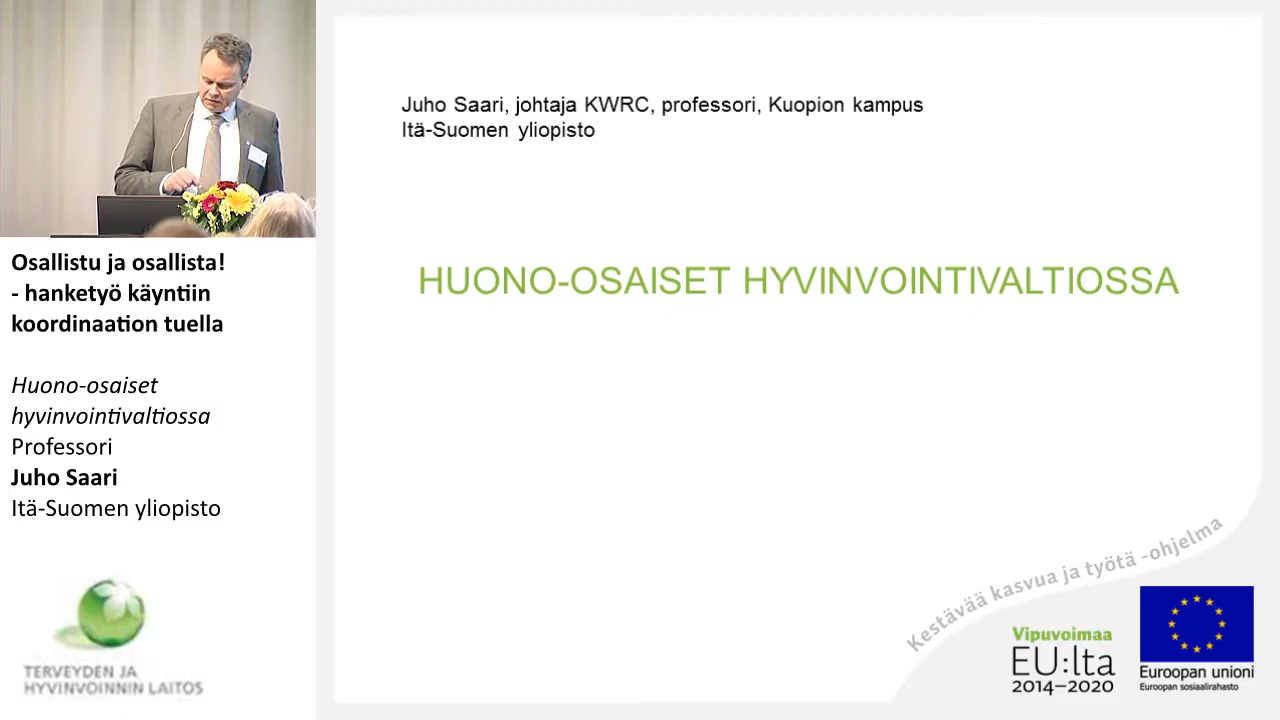 Osallistu ja osallista!
- hanketyö käyntiin
koordinaation tuella
Huono-osaiset
hyvinvointivaltiossa
Professori
Juho Saari
Itä-Suomen yliopisto
TERVEYDEN JA
HYVINVOINNIN LAITOS
Juho Saari, johtaja KWRC, professori, Kuopion kampus
Itä-Suomen yliopisto
HUONO-OSAISET HYVINVOINTIVALTIOSSA
Kestävää kasvua ja työtä -ohjelma
Vipuvoimaa
EU:lta
2014–2020
Euroopan unioni
Euroopan sosiaalirahasto